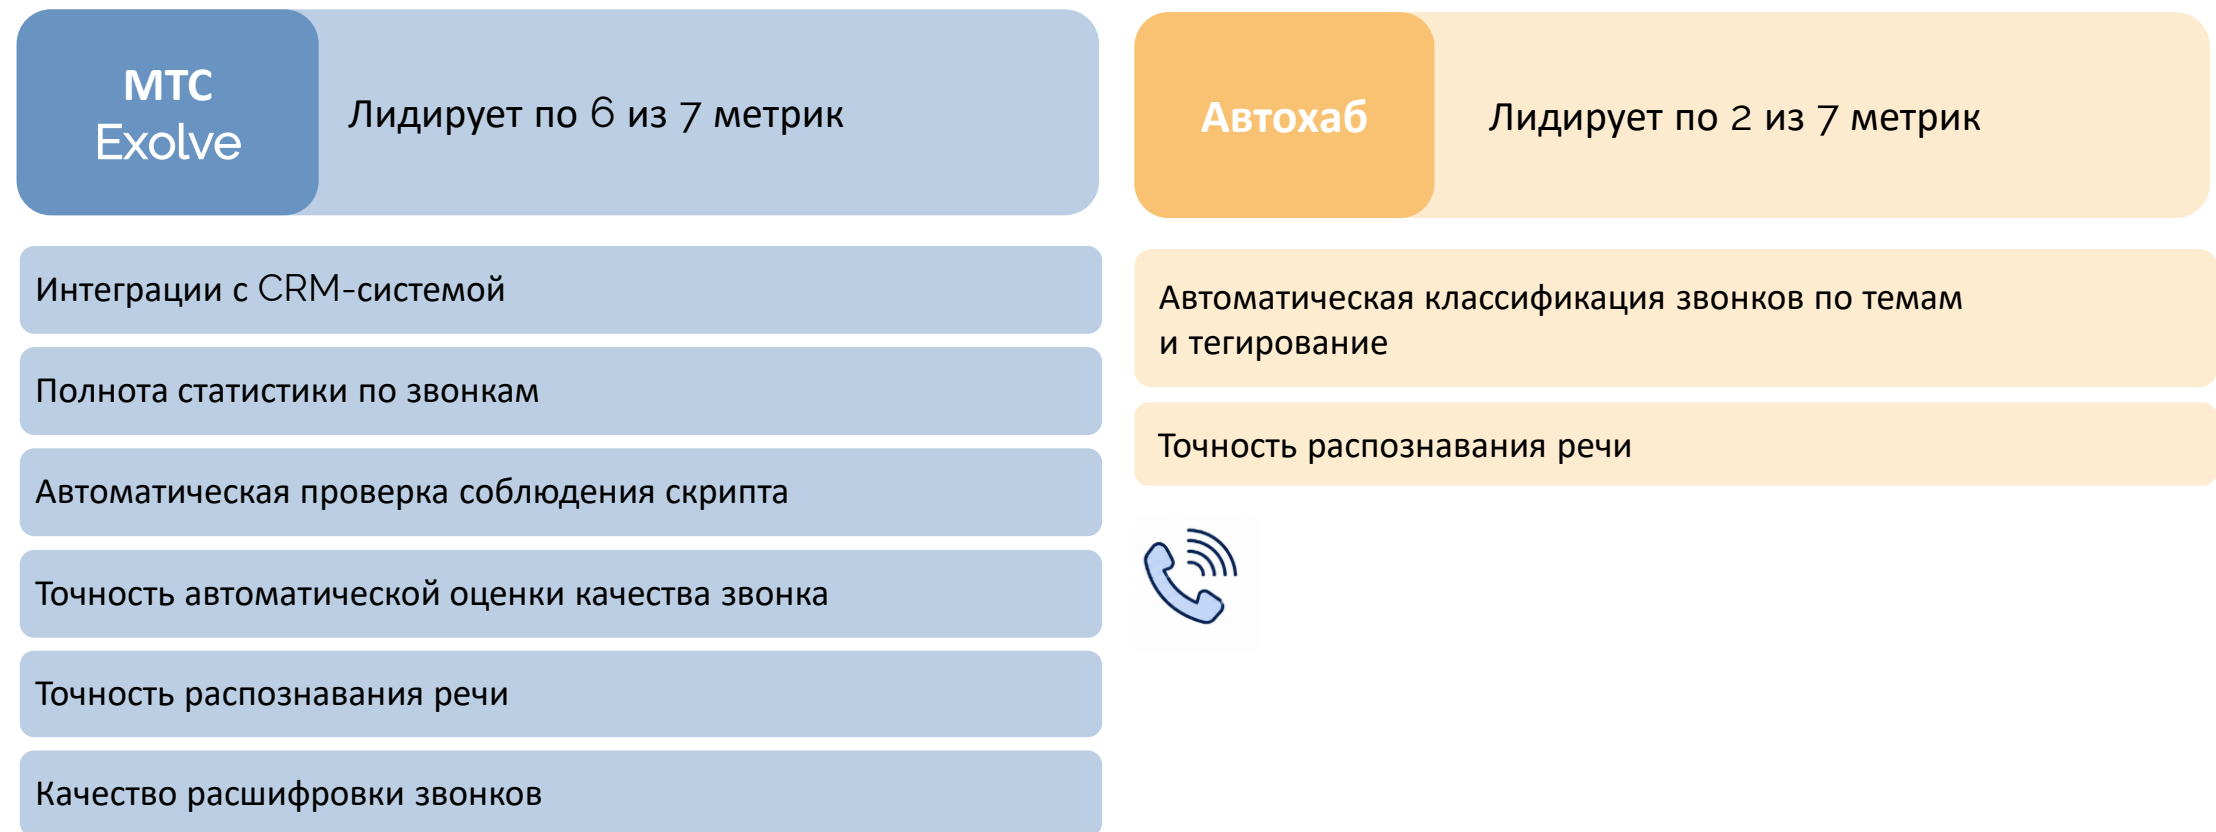 МТС
Exolve
Лидирует по 6 из 7 метрик
Интеграции с CRM-системой
Полнота статистики по звонкам
Автоматическая проверка соблюдения скрипта
Точность автоматической оценки качества звонка
Точность распознавания речи
Качество расшифровки звонков
Автохаб
Лидирует по 2 из 7 метрик
Автоматическая классификация звонков по темам
и тегирование
Точность распознавания речи